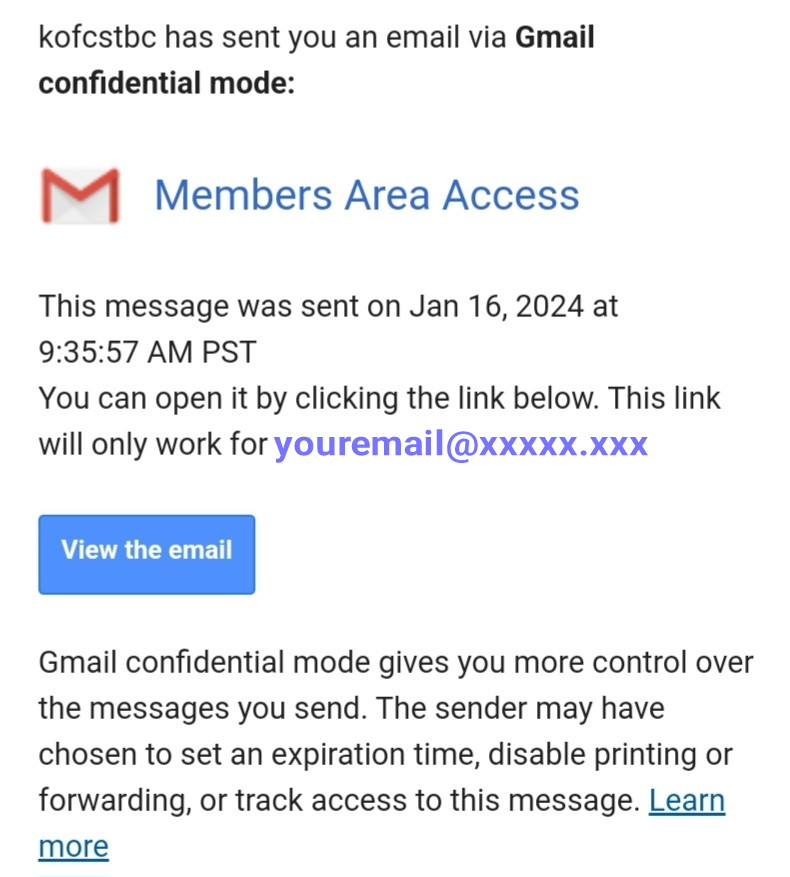 kofcstbc has sent you an email via Gmail
confidential mode:
Members Area Access
This message was sent on Jan 16, 2024 at
9:35:57 AM PST
You can open it by clicking the link below. This link
will only work for youremail@xxxxx.xxx
View the email
Gmail confidential mode gives you more control over
the messages you send. The sender may have
chosen to set an expiration time, disable printing or
forwarding, or track access to this message. Learn
more